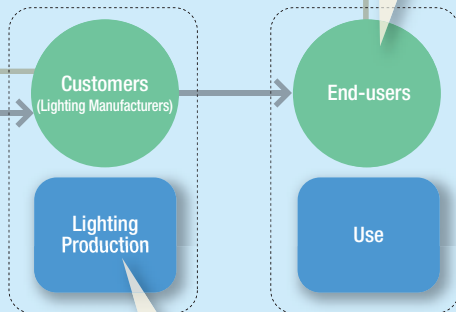 Customers
(Lighting Manufacturers)
End-users
Lighting
Production
Use